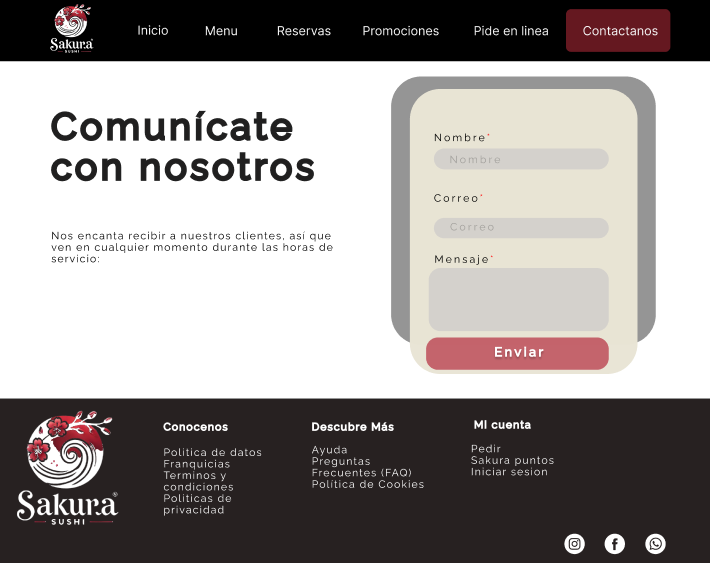 Sakura
SUSHI
Inicio
Menu
Reservas
Promociones
Pide en linea
Contactanos
Comunícate
con nosotros
Nos encanta recibir a nuestros clientes, así que
ven en cualquier momento durante las horas de
servicio:
Nombre*
Nombre
Correo*
Correo
Mensaje*
Enviar
Sakura®
SUSHI
Conocenos
Politica de datos
Franquicias
Terminos y
condiciones
Politicas de
privacidad
Descubre Más
Ayuda
Preguntas
Frecuentes (FAQ)
Política de Cookies
Mi cuenta
Pedir
Sakura puntos
Iniciar sesion